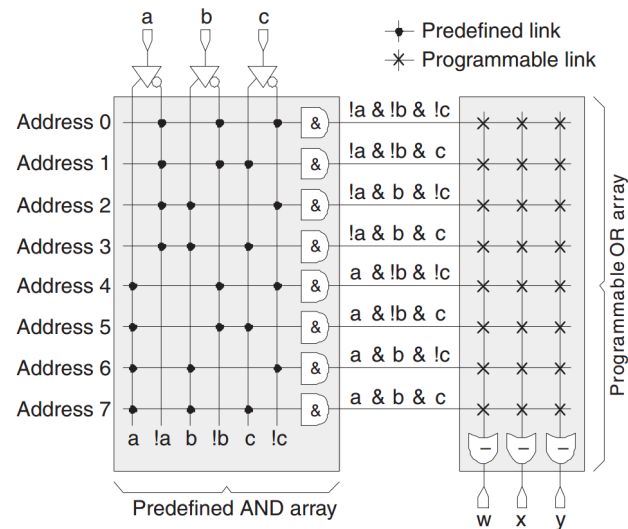 a b c
Predefined link
Programmable link
Address 0 & !a & !b & !c
Address 1 & !a & !b & c
Address 2 & !a & b & !c
Address 3 & !a & b & c
Address 4 & a & !b & !c
Address 5 & a & !b & c
Address 6 & a & b & !c
Address 7 & a & b & c
a !a b !b c !c
| | |
Predefined AND array
w x y
Programmable OR array